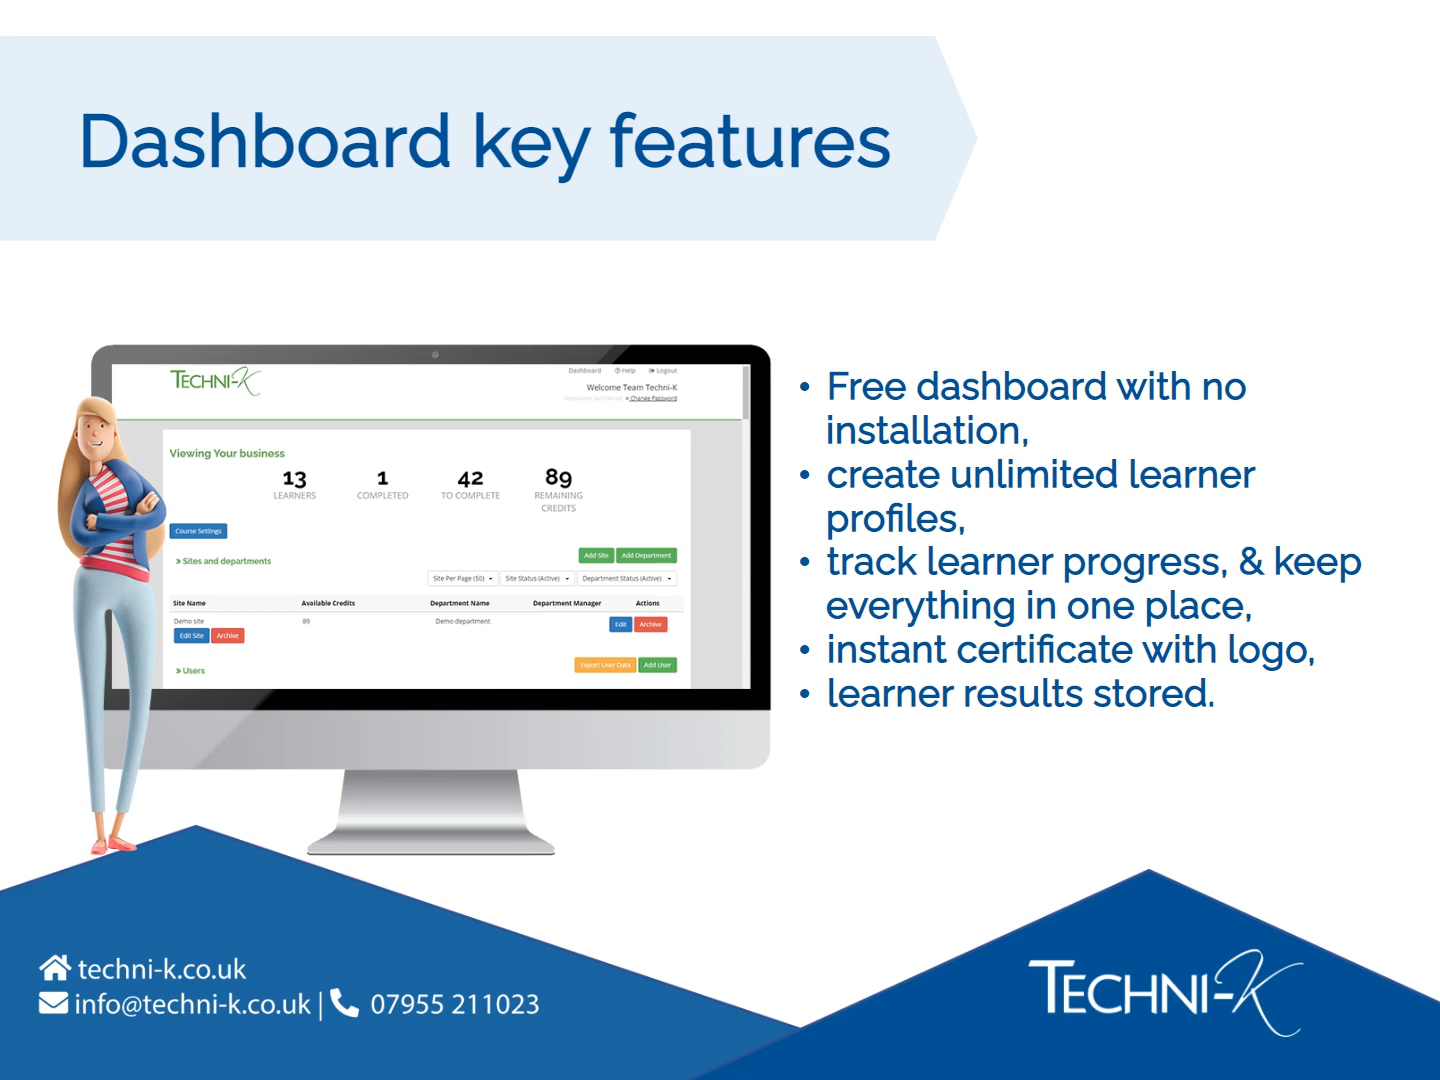 Dashboard key features
TECHNI-K
Dashboard Help Logout
Welcome Team Techni-K
» Change Password
Viewing Your business
13 1 42 89
LEARNERS COMPLETED TO COMPLETE REMAINING
CREDITS
Course Settings
Add Site Add Department
» Sites and departments
Site Per Page (50) Site Status (Active) Department Status (Active)
Site Name Available Credits Department Name Department Manager Actions
Demo site 89 Demo department
Edit Archive
Edit Site Archive
Export User Data Add User
» Users
• Free dashboard with no
installation,
• create unlimited learner
profiles,
• track learner progress, & keep
everything in one place,
• instant certificate with logo,
• learner results stored.
techni-k.co.uk
info@techni-k.co.uk | 07955 211023
TECHNI-K